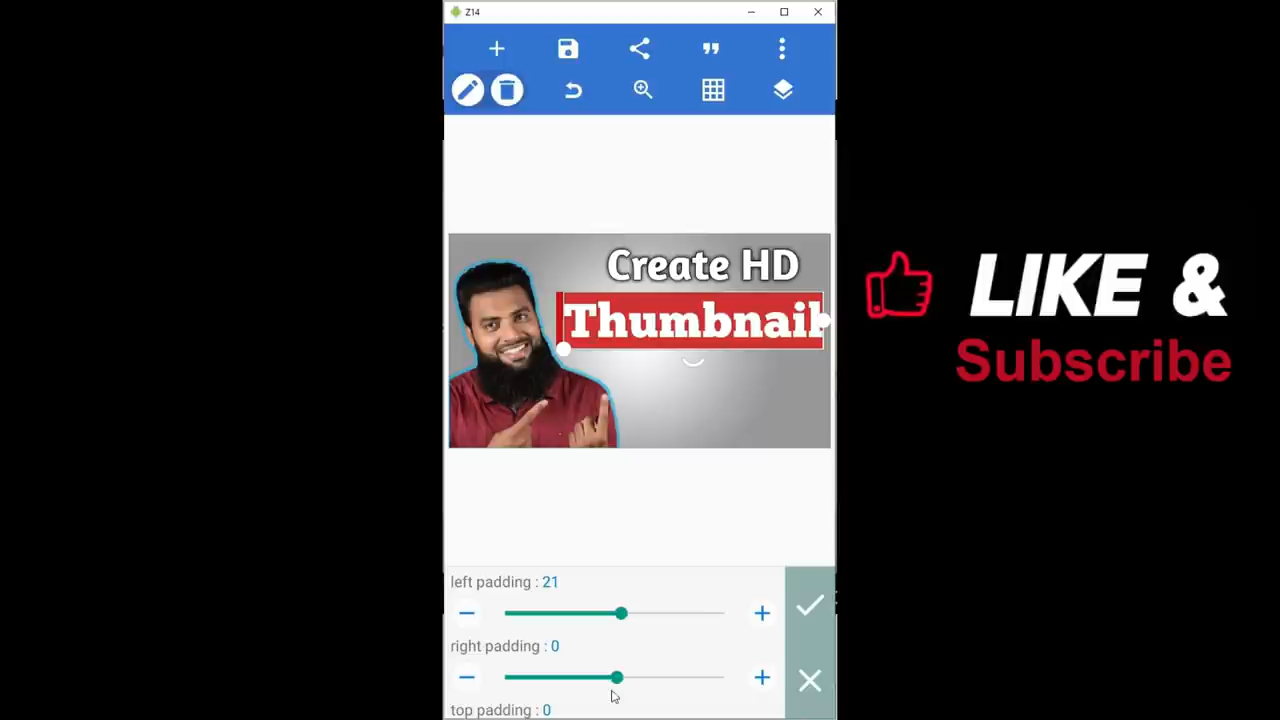 Z14
Create HD
Thumbnail
LIKE &
Subscribe
left padding : 21
right padding : 0
top padding : 0